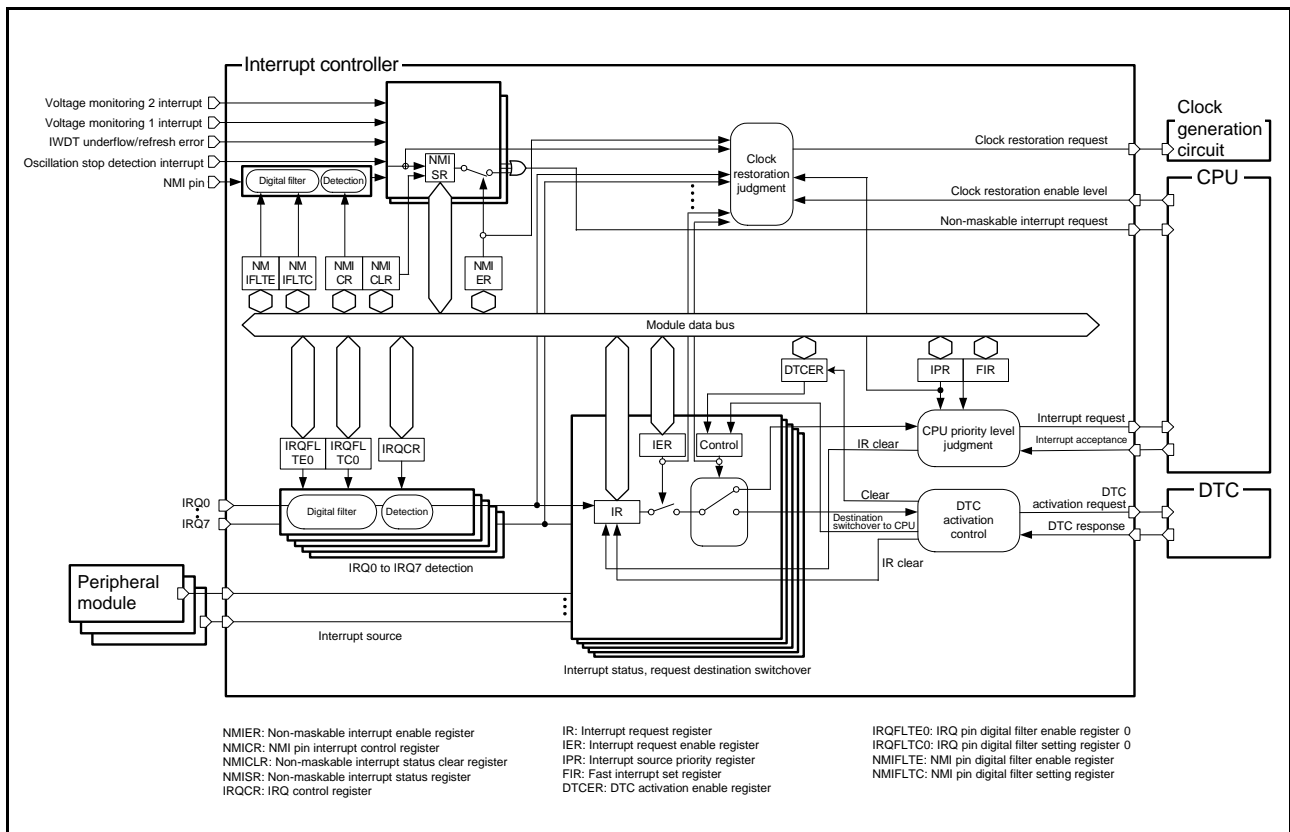 Interrupt controller
Voltage monitoring 2 interrupt
Voltage monitoring 1 interrupt
IWDT underflow/refresh error
Oscillation stop detection interrupt
NMI pin
Digital filter
Detection
NMI
SR
Clock
restoration
judgment
Clock restoration request
Clock
generation
circuit
Clock restoration enable level
CPU
Non-maskable interrupt request
NM
IFLTE
NM
IFLTC
NMI
CR
NMI
CLR
NMI
ER
Module data bus
DTCER
IPR
FIR
IRQFL
TE0
IRQFL
TC0
IRQCR
IER
Control
CPU priority level
judgment
Interrupt request
Interrupt acceptance
IR clear
IRQ0
IRQ7
Digital filter
Detection
IR
Clear
Destination
switchover to CPU
DTC
activation
control
DTC
activation request
DTC response
DTC
IR clear
IRQ0 to IRQ7 detection
Peripheral
module
Interrupt source
Interrupt status, request destination switchover
NMIER: Non-maskable interrupt enable register
NMICR: NMI pin interrupt control register
NMICLR: Non-maskable interrupt status clear register
NMISR: Non-maskable interrupt status register
IRQCR: IRQ control register
IR: Interrupt request register
IER: Interrupt request enable register
IPR: Interrupt source priority register
FIR: Fast interrupt set register
DTCER: DTC activation enable register
IRQFLTE0: IRQ pin digital filter enable register 0
IRQFLTC0: IRQ pin digital filter setting register 0
NMIFLTE: NMI pin digital filter enable register
NMIFLTC: NMI pin digital filter setting register